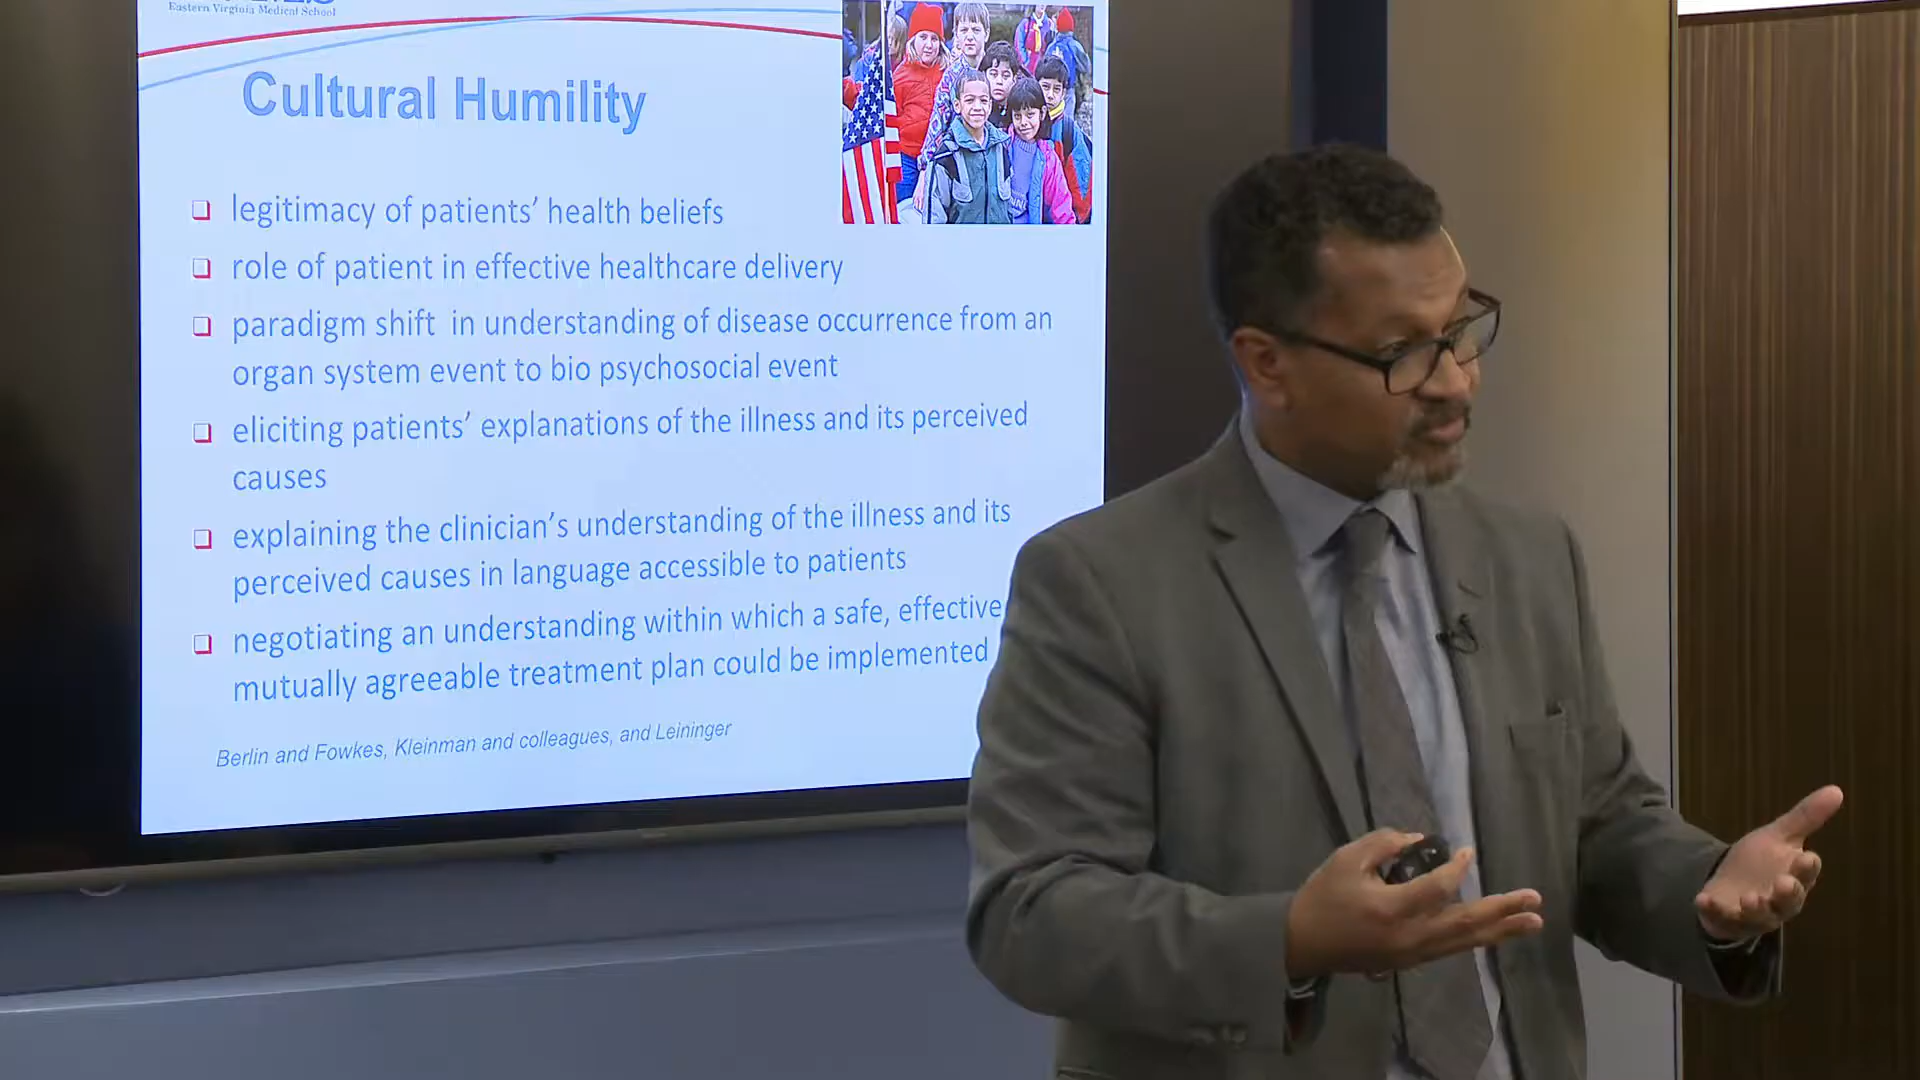 Eastern Virginia Medical School
Cultural Humility
legitimacy of patients’ health beliefs
role of patient in effective healthcare delivery
paradigm shift in understanding of disease occurrence from an
organ system event to bio psychosocial event
eliciting patients’ explanations of the illness and its perceived
causes
explaining the clinician’s understanding of the illness and its
perceived causes in language accessible to patients
negotiating an understanding within which a safe, effective
mutually agreeable treatment plan could be implemented
Berlin and Fowkes, Kleinman and colleagues, and Leininger